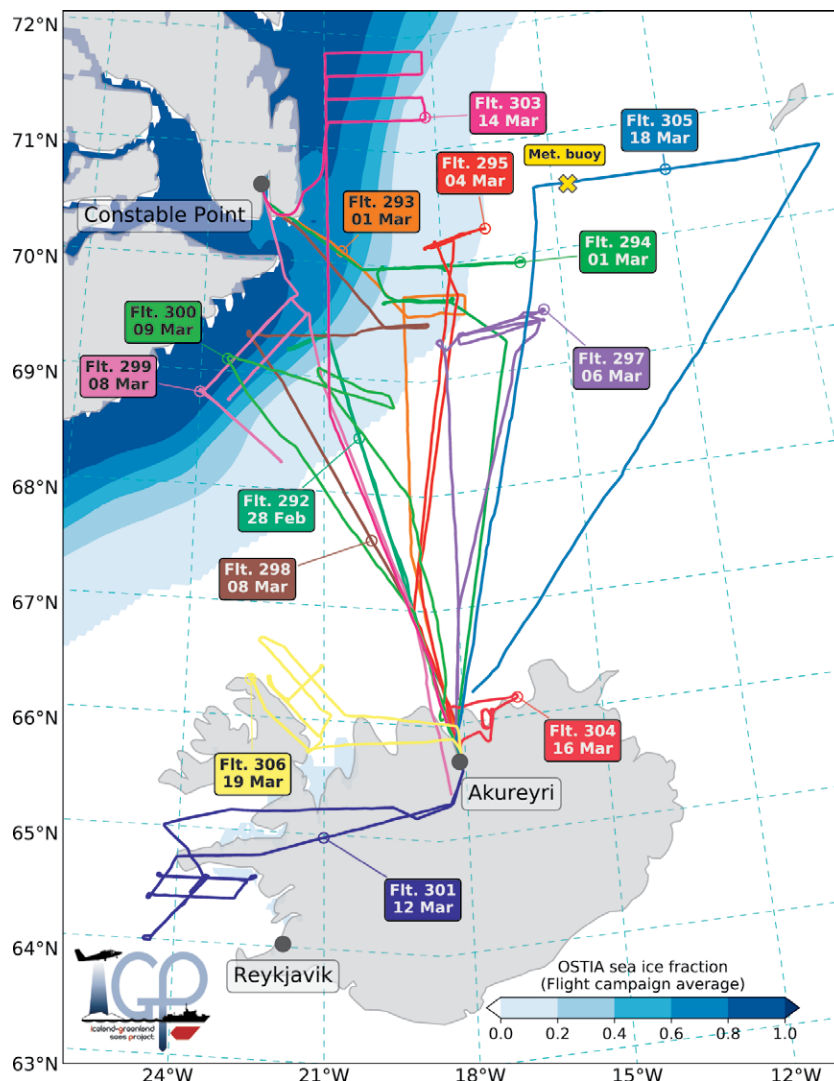 72°N
71°N
70°N
69°N
68°N
67°N
66°N
65°N
64°N
63°N
24°W
21°W
18°W
15°W
12°W
Flt. 303
14 Mar
Flt. 305
18 Mar
Met. buoy
Flt. 295
04 Mar
Constable Point
Flt. 293
01 Mar
Flt. 294
01 Mar
Flt. 300
09 Mar
Flt. 299
08 Mar
Flt. 297
06 Mar
Flt. 292
28 Feb
Flt. 298
08 Mar
Flt. 304
16 Mar
Flt. 306
19 Mar
Akureyri
Flt. 301
12 Mar
Reykjavik
IGP
iceland-greenland
seas project
OSTIA sea ice fraction
(Flight campaign average)
0.0 0.2 0.4 0.6 0.8 1.0